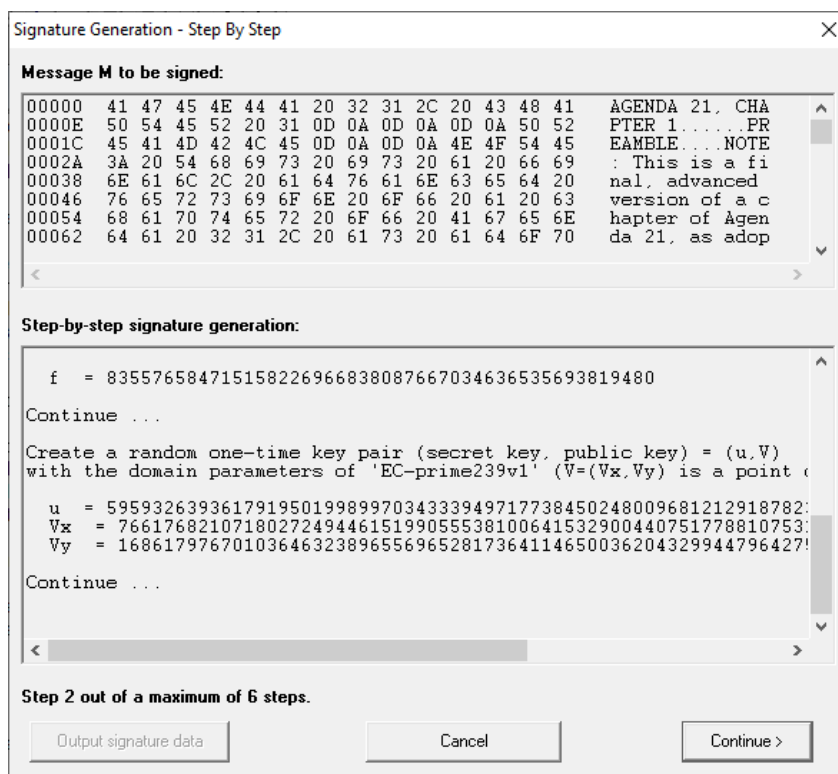 Signature Generation - Step By Step
Message M to be signed:
00000 41 47 45 4E 44 41 20 32 31 2C 20 43 48 41 AGENDA 21, CHA
0000E 50 54 45 52 20 31 0D 0A 0D 0A 0D 0A 50 52 PTER 1......PR
0001C 45 41 4D 42 4C 45 0D 0A 0D 0A 4E 4F 54 45 EAMBLE....NOTE
0002A 3A 20 54 68 69 73 20 69 73 20 61 20 66 69 : This is a fi
00038 6E 61 6C 2C 20 61 64 76 61 6E 63 65 64 20 nal, advanced
00046 76 65 72 73 69 6F 6E 20 6F 66 20 61 20 63 version of a c
00054 68 61 70 74 65 72 20 6F 66 20 41 67 65 6E hapter of Agen
00062 64 61 20 32 31 2C 20 61 73 20 61 64 6F 70 da 21, as adop
Step-by-step signature generation:
f = 835576584715158226966838087667034636535693819480
Continue ...
Create a random one-time key pair (secret key, public key) = (u,V)
with the domain parameters of 'EC-prime239v1' (V=(Vx,Vy) is a point
u = 5959326393617919501998997034333949717738450248009681212918782
Vx = 766176821071802724944615199055538100641532900440751778810753
Vy = 1686179767010364632389655696528173641146500362043299447964275
Continue ...
Step 2 out of a maximum of 6 steps.
Output signature data
Cancel
Continue >